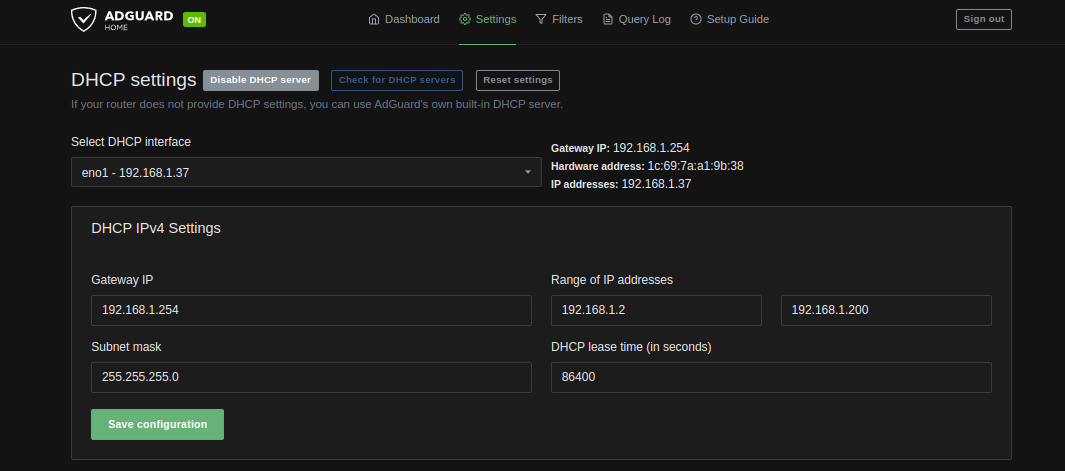 ADGUARD HOME ON Dashboard Settings Filters Query Log Setup Guide Sign out
DHCP settings Disable DHCP server Check for DHCP servers Reset settings
If your router does not provide DHCP settings, you can use AdGuard's own built-in DHCP server.
Select DHCP interface
eno1 - 192.168.1.37
Gateway IP: 192.168.1.254
Hardware address: 1c:69:7a:a1:9b:38
IP addresses: 192.168.1.37
DHCP IPv4 Settings
Gateway IP
192.168.1.254
Range of IP addresses
192.168.1.2 192.168.1.200
Subnet mask
255.255.255.0
DHCP lease time (in seconds)
86400
Save configuration